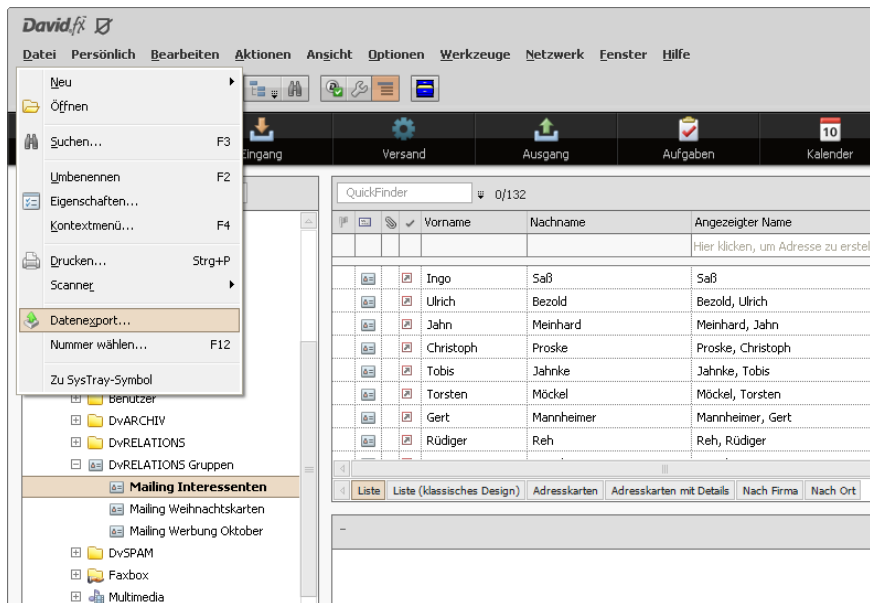 David.fx
Datei Persönlich Bearbeiten Aktionen Ansicht Optionen Werkzeuge Netzwerk Fenster Hilfe
Neu
Öffnen
Suchen... F3
Umbenennen F2
Eigenschaften...
Kontextmenü... F4
Drucken... Strg+P
Scanner
Datenexport...
Nummer wählen... F12
Zu SysTray-Symbol
Eingang Versand Ausgang Aufgaben 10 Kalender
QuickFinder 0/132
Vorname Nachname Angezeigter Name
Hier klicken, um Adresse zu erstel
Ingo Saß Saß
Ulrich Bezold Bezold, Ulrich
Jahn Meinhard Meinhard, Jahn
Christoph Proske Proske, Christoph
Tobis Jahnke Jahnke, Tobis
Torsten Möckel Möckel, Torsten
Gert Mannheimer Mannheimer, Gert
Rüdiger Reh Reh, Rüdiger
Liste Liste (klassisches Design) Adresskarten Adresskarten mit Details Nach Firma Nach Ort
–
Benutzer
DvARCHIV
DvRELATIONS
DvRELATIONS Gruppen
Mailing Interessenten
Mailing Weihnachtskarten
Mailing Werbung Oktober
DvSPAM
Faxbox
Multimedia